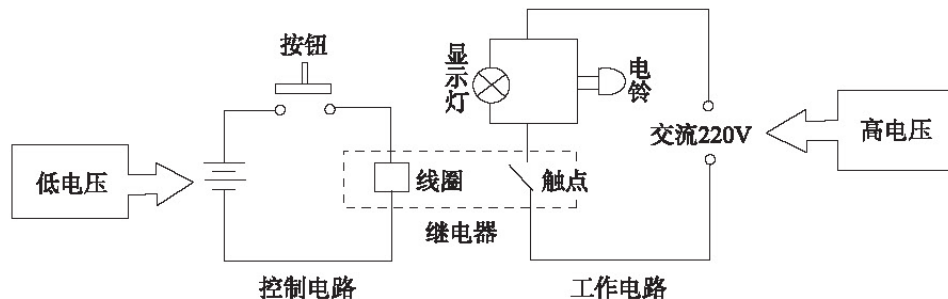 按钮
显示灯
电铃
交流220V
高电压
低电压
线圈
触点
继电器
控制电路
工作电路